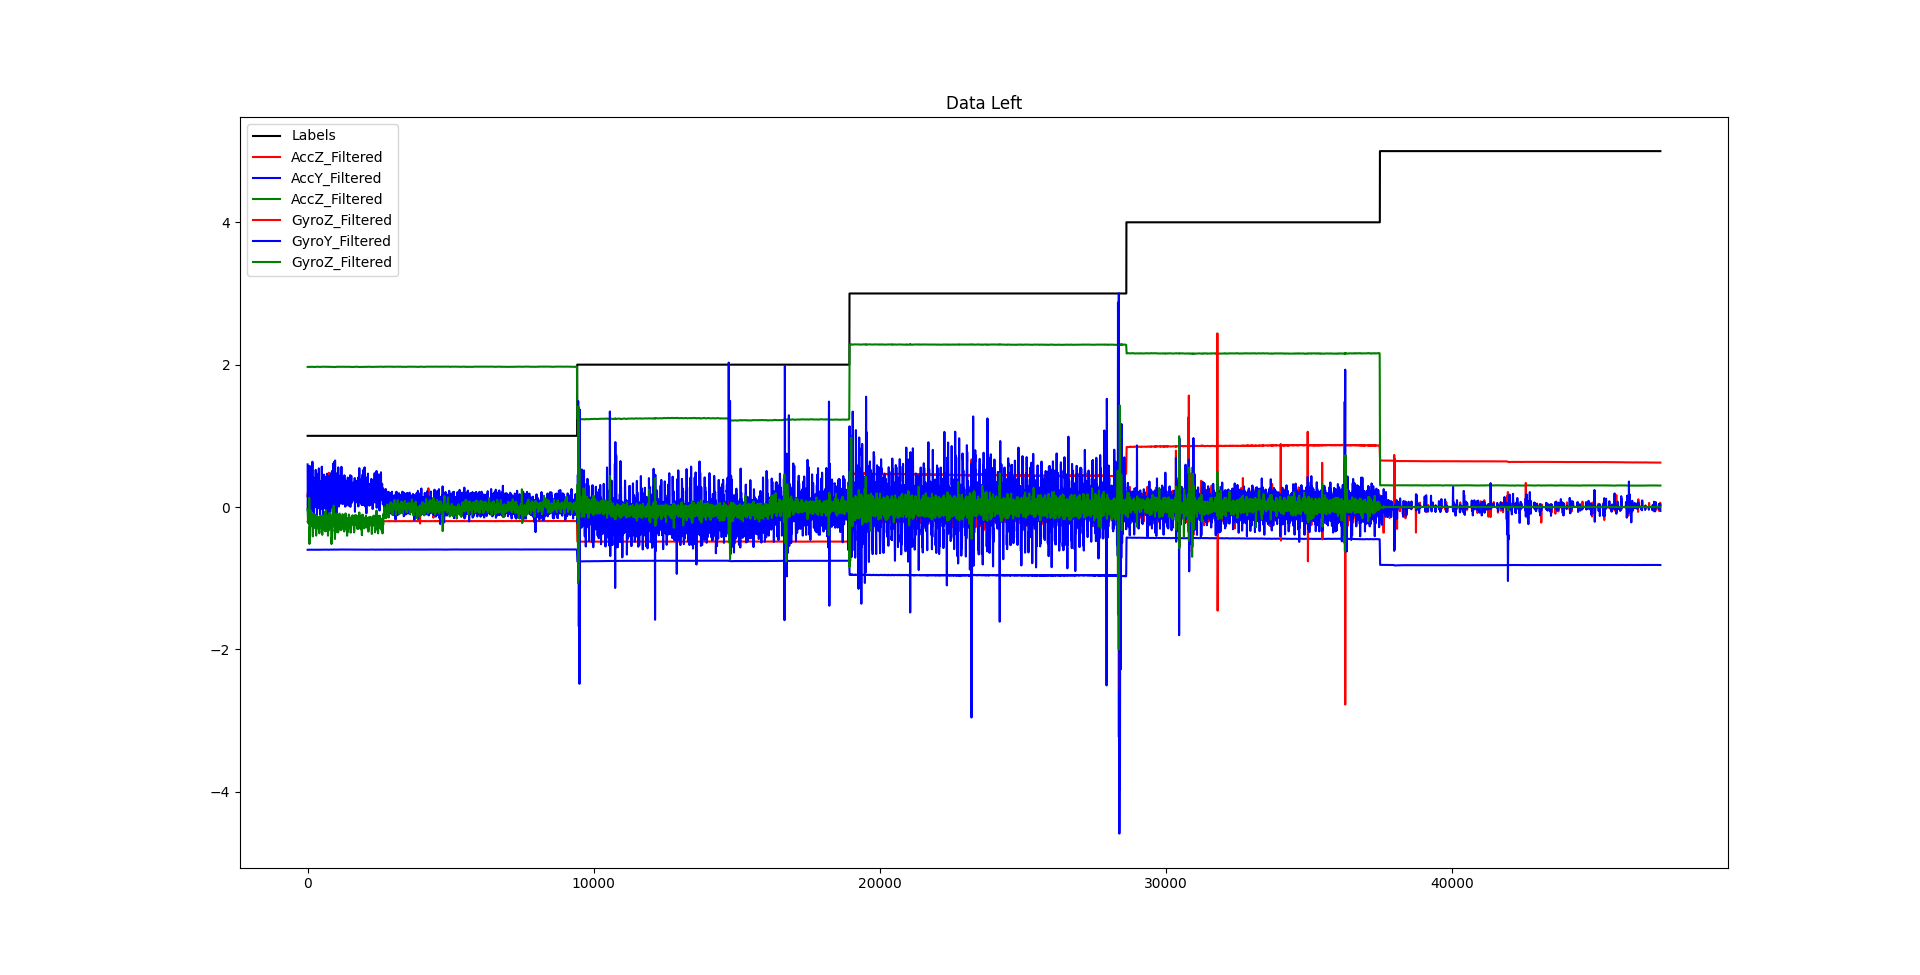 Data Left
Labels
AccZ_Filtered
AccY_Filtered
AccZ_Filtered
GyroZ_Filtered
GyroY_Filtered
GyroZ_Filtered
4
2
0
−2
−4
0 10000 20000 30000 40000